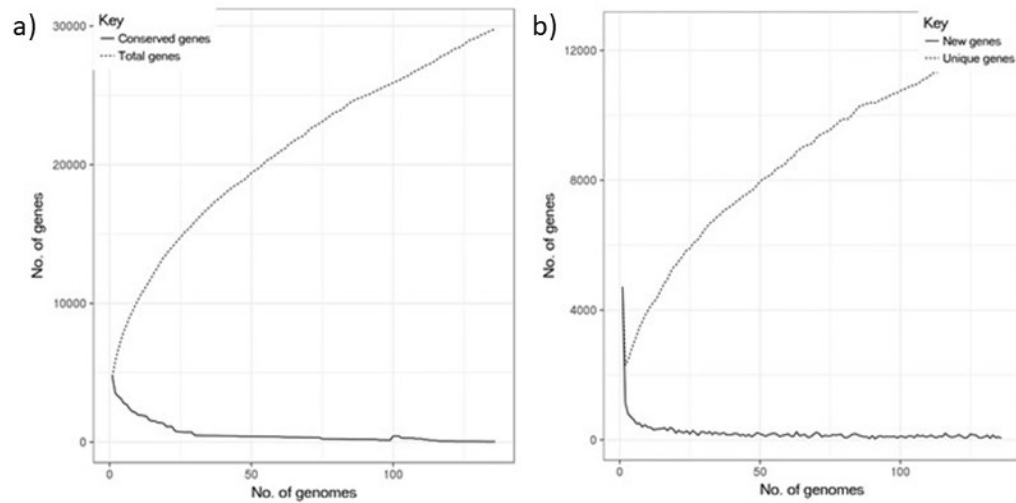 a)
Key
Conserved genes
Total genes
30000
20000
10000
0
No. of genes
0
50
100
No. of genomes
b)
Key
New genes
Unique genes
12000
8000
4000
0
No. of genes
0
50
100
No. of genomes